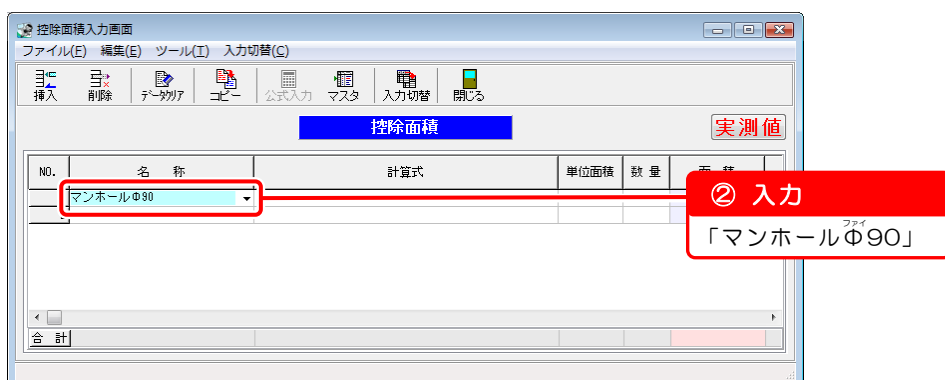 控除面積入力画面
ファイル(F) 編集(E) ツール(T) 入力切替(C)
挿入 削除 データクリア コピー 公式入力 マスタ 入力切替 閉じる
控除面積
実測値
NO. 名 称 計算式 単位面積 数 量
マンホールΦ90
② 入力
ファイ
「マンホールΦ90」
合 計